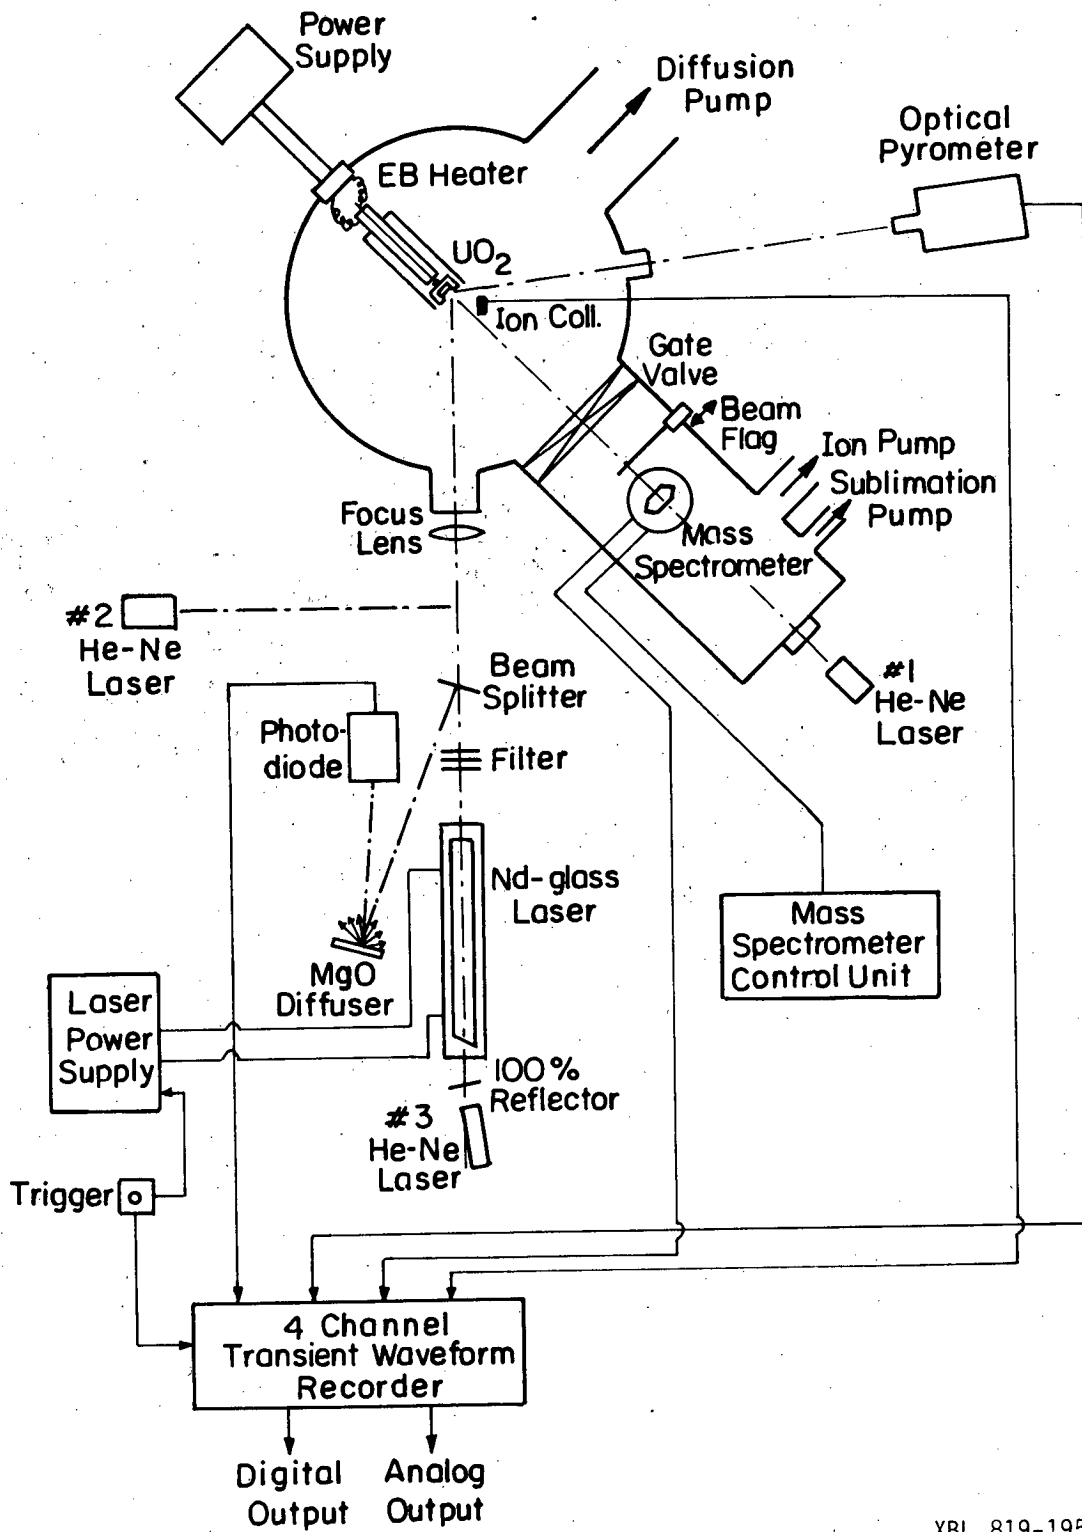 Power
Supply
Diffusion
Pump
Optical
Pyrometer
EB Heater
UO2
Ion Coll.
Gate
Valve
Beam
Flag
Ion Pump
Sublimation
Pump
Focus
Lens
Mass
Spectrometer
#2
He-Ne
Laser
#1
He-Ne
Laser
Beam
Splitter
Photo-
diode
Filter
Nd-glass
Laser
MgO
Diffuser
Mass
Spectrometer
Control Unit
Laser
Power
Supply
100%
Reflector
#3
He-Ne
Laser
Trigger
4 Channel
Transient Waveform
Recorder
Digital
Output
Analog
Output
XBL 819-195